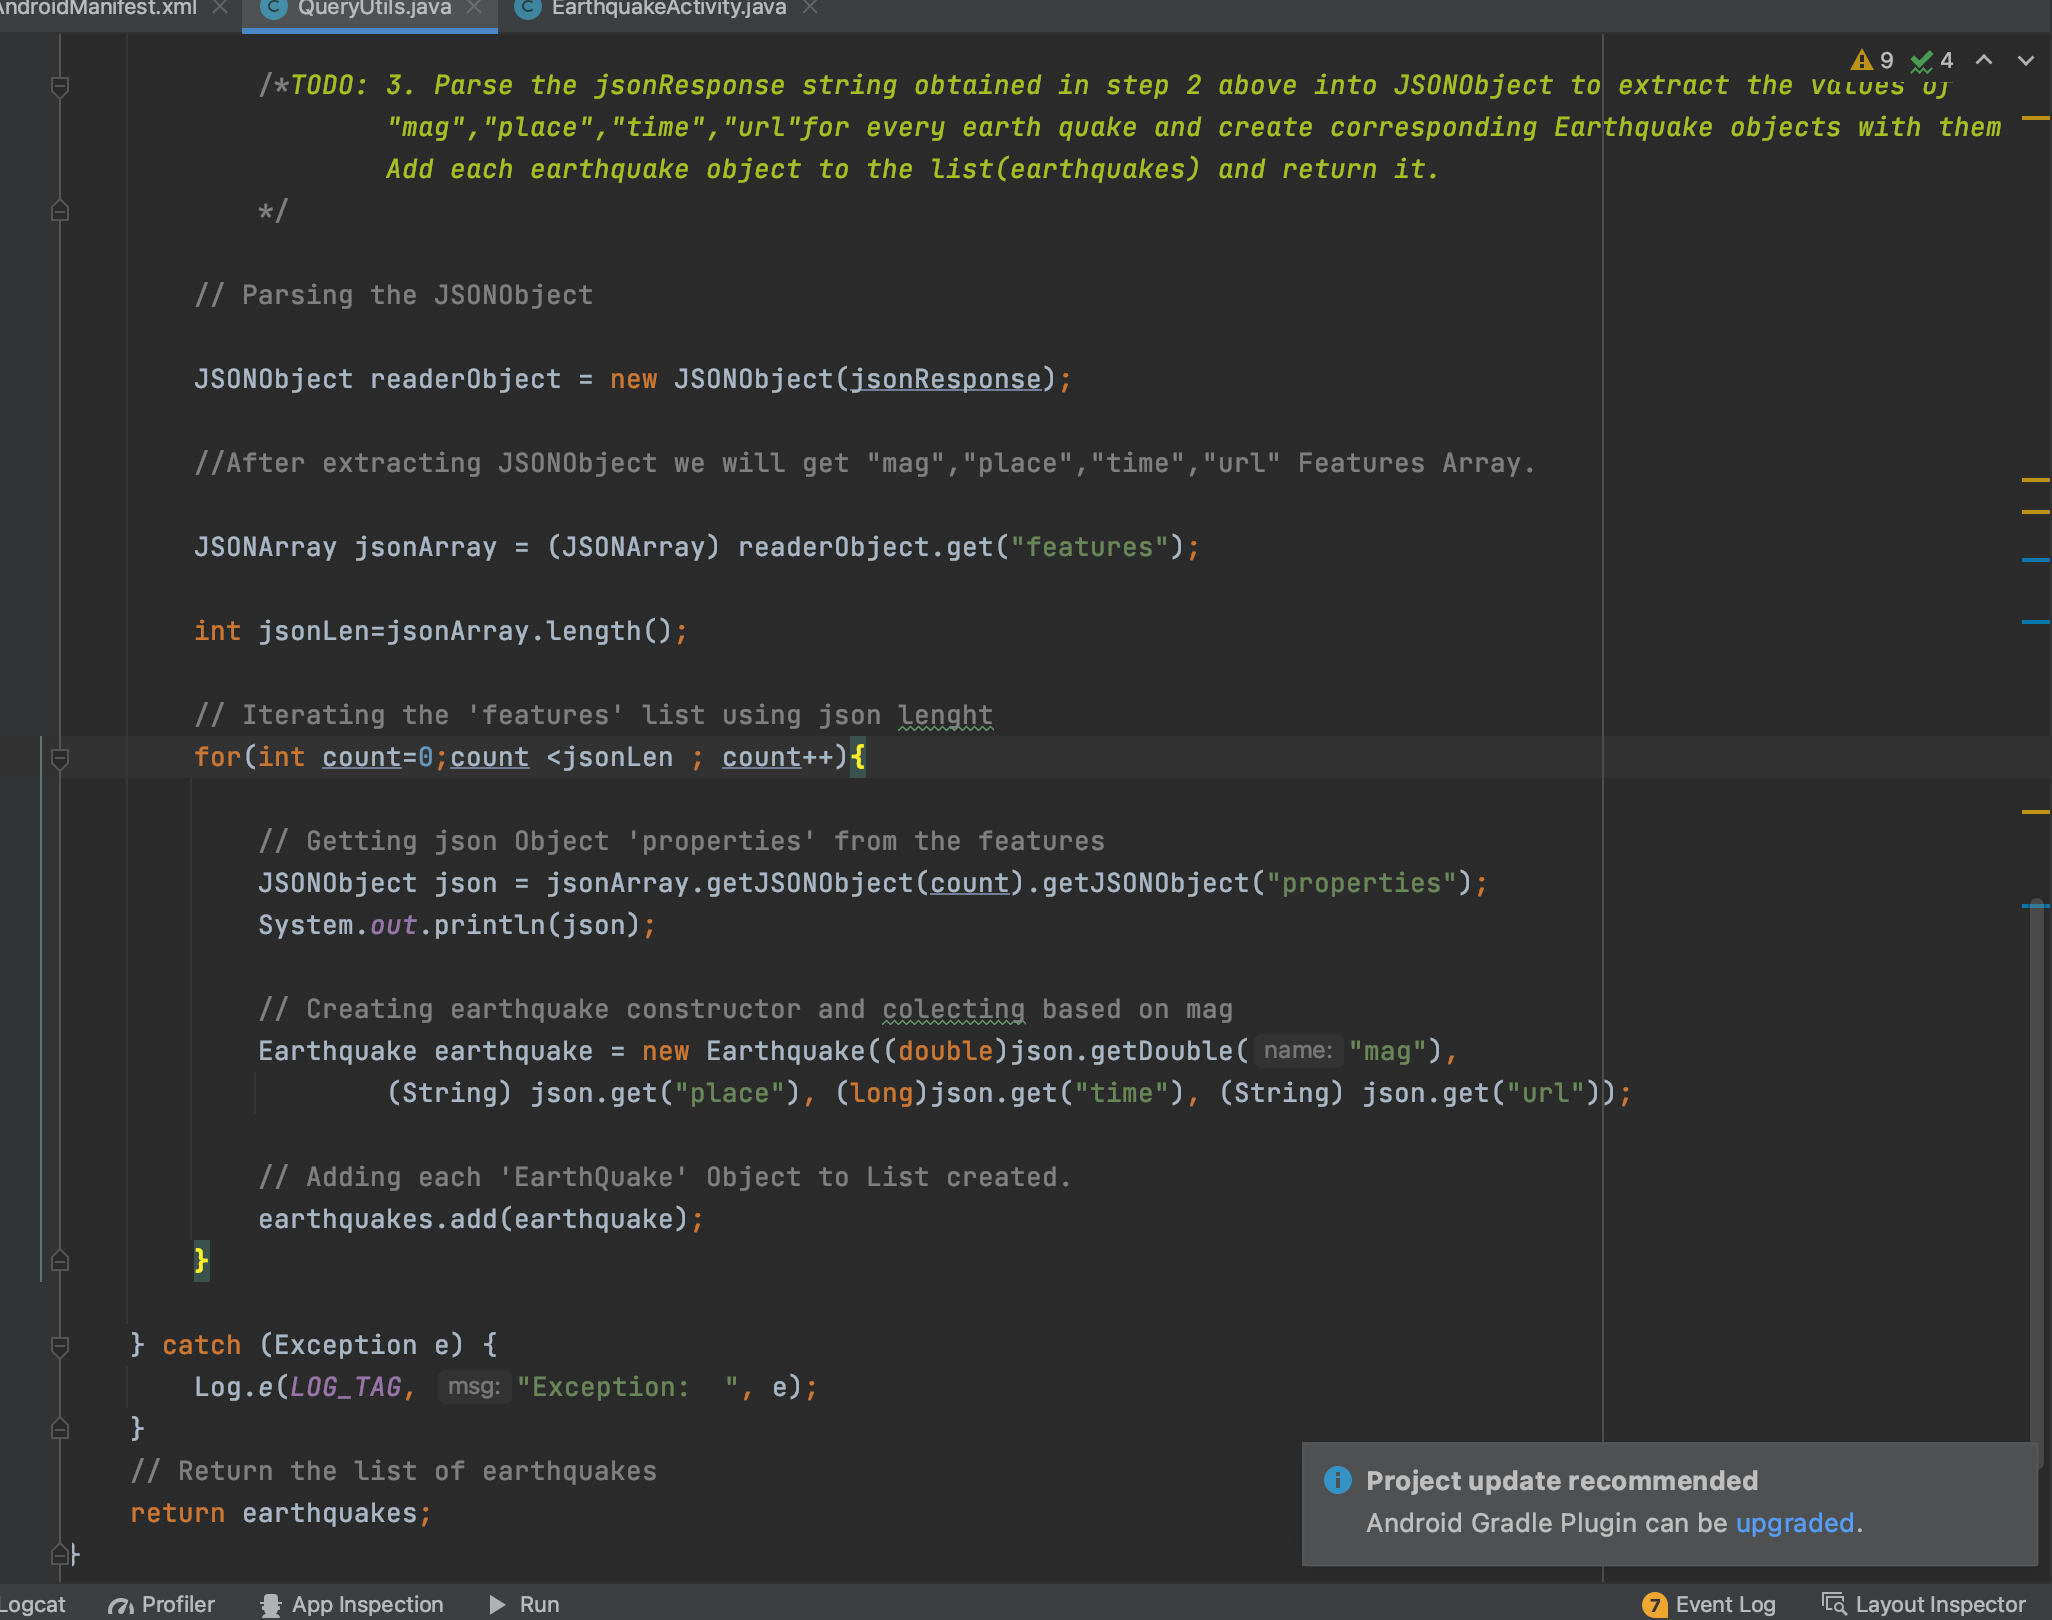 AndroidManifest.xml QueryUtils.java EarthquakeActivity.java
9 4
/*TODO: 3. Parse the jsonResponse string obtained in step 2 above into JSONObject to extract the values of
"mag","place","time","url"for every earth quake and create corresponding Earthquake objects with them
Add each earthquake object to the list(earthquakes) and return it.
*/
// Parsing the JSONObject
JSONObject readerObject = new JSONObject(jsonResponse);
//After extracting JSONObject we will get "mag","place","time","url" Features Array.
JSONArray jsonArray = (JSONArray) readerObject.get("features");
int jsonLen=jsonArray.length();
// Iterating the 'features' list using json lenght
for(int count=0;count <jsonLen ; count++){
// Getting json Object 'properties' from the features
JSONObject json = jsonArray.getJSONObject(count).getJSONObject("properties");
System.out.println(json);
// Creating earthquake constructor and colecting based on mag
Earthquake earthquake = new Earthquake((double)json.getDouble( name: "mag"),
(String) json.get("place"), (long)json.get("time"), (String) json.get("url"));
// Adding each 'EarthQuake' Object to List created.
earthquakes.add(earthquake);
}
} catch (Exception e) {
Log.e(LOG_TAG, msg: "Exception:  ", e);
}
// Return the list of earthquakes
return earthquakes;
}
Project update recommended
Android Gradle Plugin can be upgraded.
Logcat Profiler App Inspection Run 7 Event Log Layout Inspector